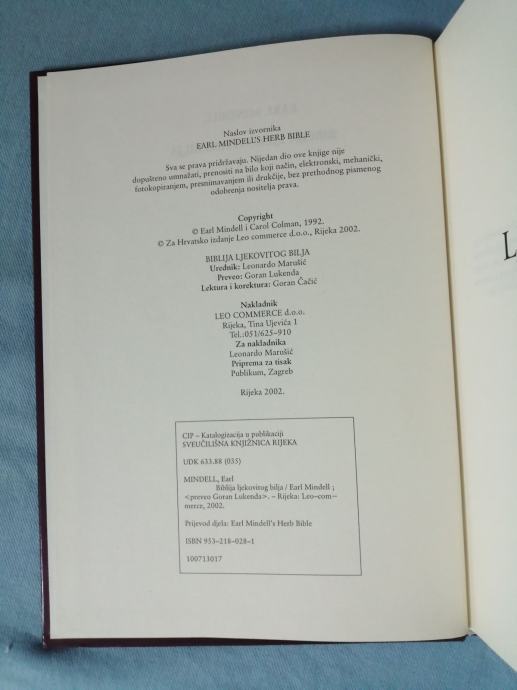 Naslov izvornika
EARL MINDELL'S HERB BIBLE
Sva se prava pridržavaju. Nijedan dio ove knjige nije
dopušteno umnažati, prenositi na bilo koji način, elektronski, mehanički,
fotokopiranjem, presnimavanjem ili drukčije, bez prethodnog pismenog
odobrenja nositelja prava.
Copyright
© Earl Mindell i Carol Colman, 1992.
© Za Hrvatsko izdanje Leo commerce d.o.o., Rijeka 2002.
BIBLIJA LJEKOVITOG BILJA
Urednik: Leonardo Marušić
Preveo: Goran Lukenda
Lektura i korektura: Goran Čačić
Nakladnik
LEO COMMERCE d.o.o.
Rijeka, Tina Ujevića 1
Tel.:051/625-910
Za nakladnika
Leonardo Marušić
Priprema za tisak
Publikum, Zagreb
Rijeka 2002.
CIP – Katalogizacija u publikaciji
SVEUČILIŠNA KNJIŽNICA RIJEKA
UDK 633.88 (035)
MINDELL, Earl
Biblija ljekovitog bilja / Earl Mindell ;
<preveo Goran Lukenda>. – Rijeka: Leo-com–
merce, 2002.
Prijevod djela: Earl Mindell's Herb Bible
ISBN 953-218-028-1
100713017
L